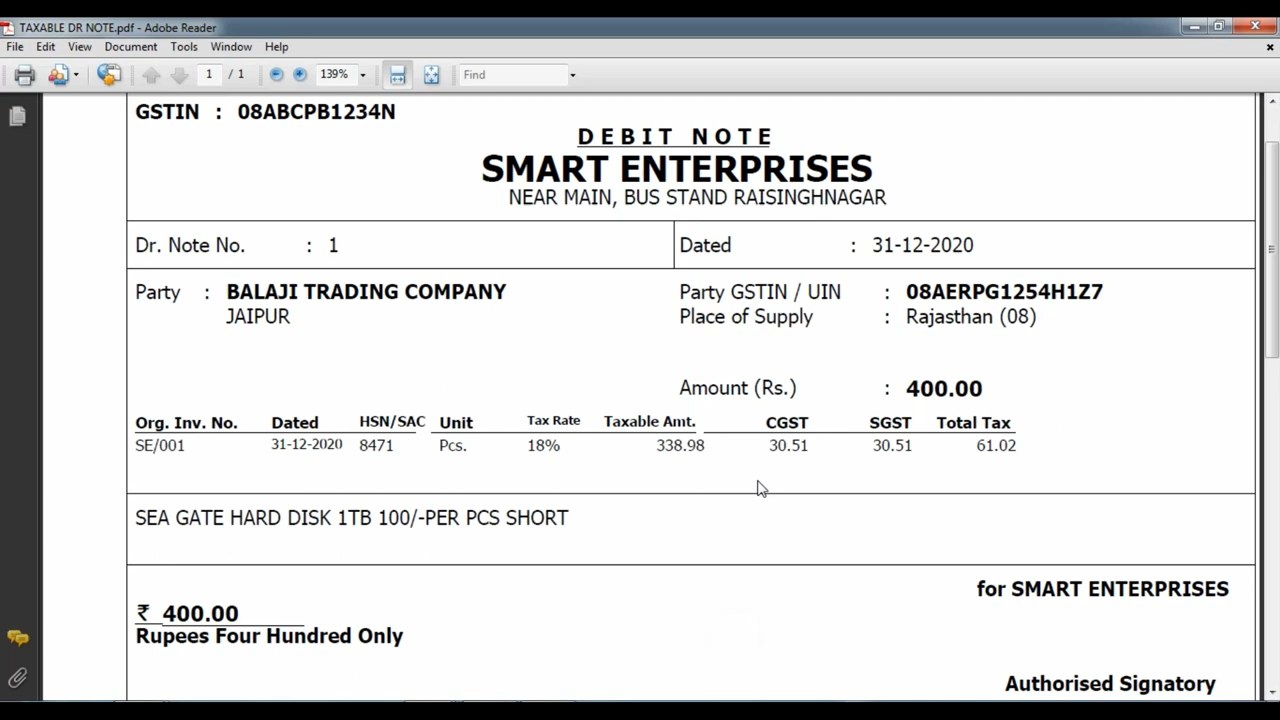 TAXABLE DR NOTE.pdf - Adobe Reader
File Edit View Document Tools Window Help
1 / 1 139% Find
GSTIN : 08ABCPB1234N
DEBIT NOTE
SMART ENTERPRISES
NEAR MAIN, BUS STAND RAISINGHNAGAR
Dr. Note No. : 1 Dated : 31-12-2020
Party : BALAJI TRADING COMPANY Party GSTIN / UIN : 08AERPG1254H1Z7
JAIPUR Place of Supply : Rajasthan (08)
Amount (Rs.) : 400.00
Org. Inv. No. Dated HSN/SAC Unit Tax Rate Taxable Amt. CGST SGST Total Tax
SE/001 31-12-2020 8471 Pcs. 18% 338.98 30.51 30.51 61.02
SEA GATE HARD DISK 1TB 100/-PER PCS SHORT
for SMART ENTERPRISES
₹ 400.00
Rupees Four Hundred Only
Authorised Signatory